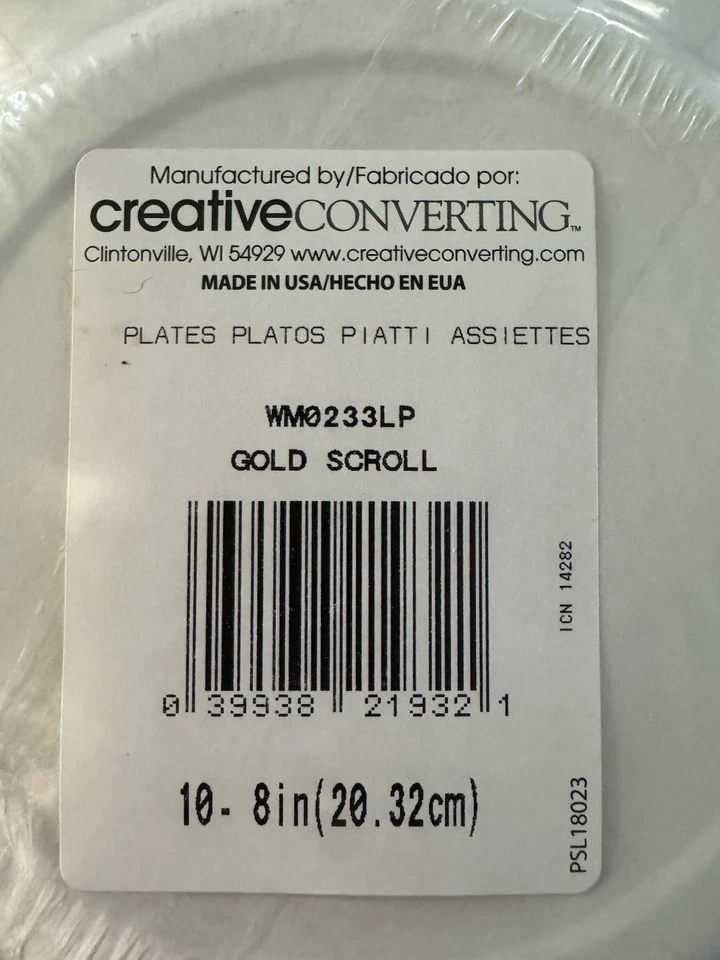 Manufactured by/Fabricado por:
creativeCONVERTING™
Clintonville, WI 54929 www.creativeconverting.com
MADE IN USA/HECHO EN EUA
PLATES PLATOS PIATTI ASSIETTES
WM0233LP
GOLD SCROLL
ICN 14282
0 39938 21932 1
10- 8in(20.32cm)
PSL18023